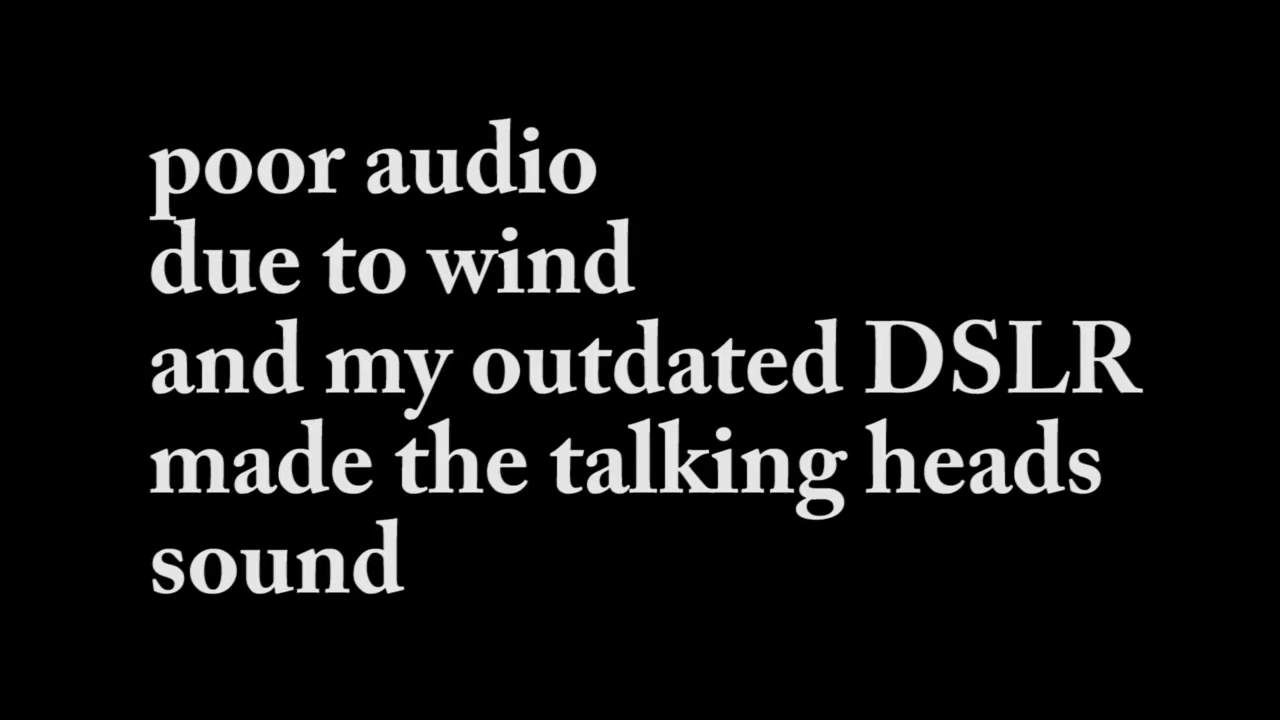 poor audio
due to wind
and my outdated DSLR
made the talking heads
sound